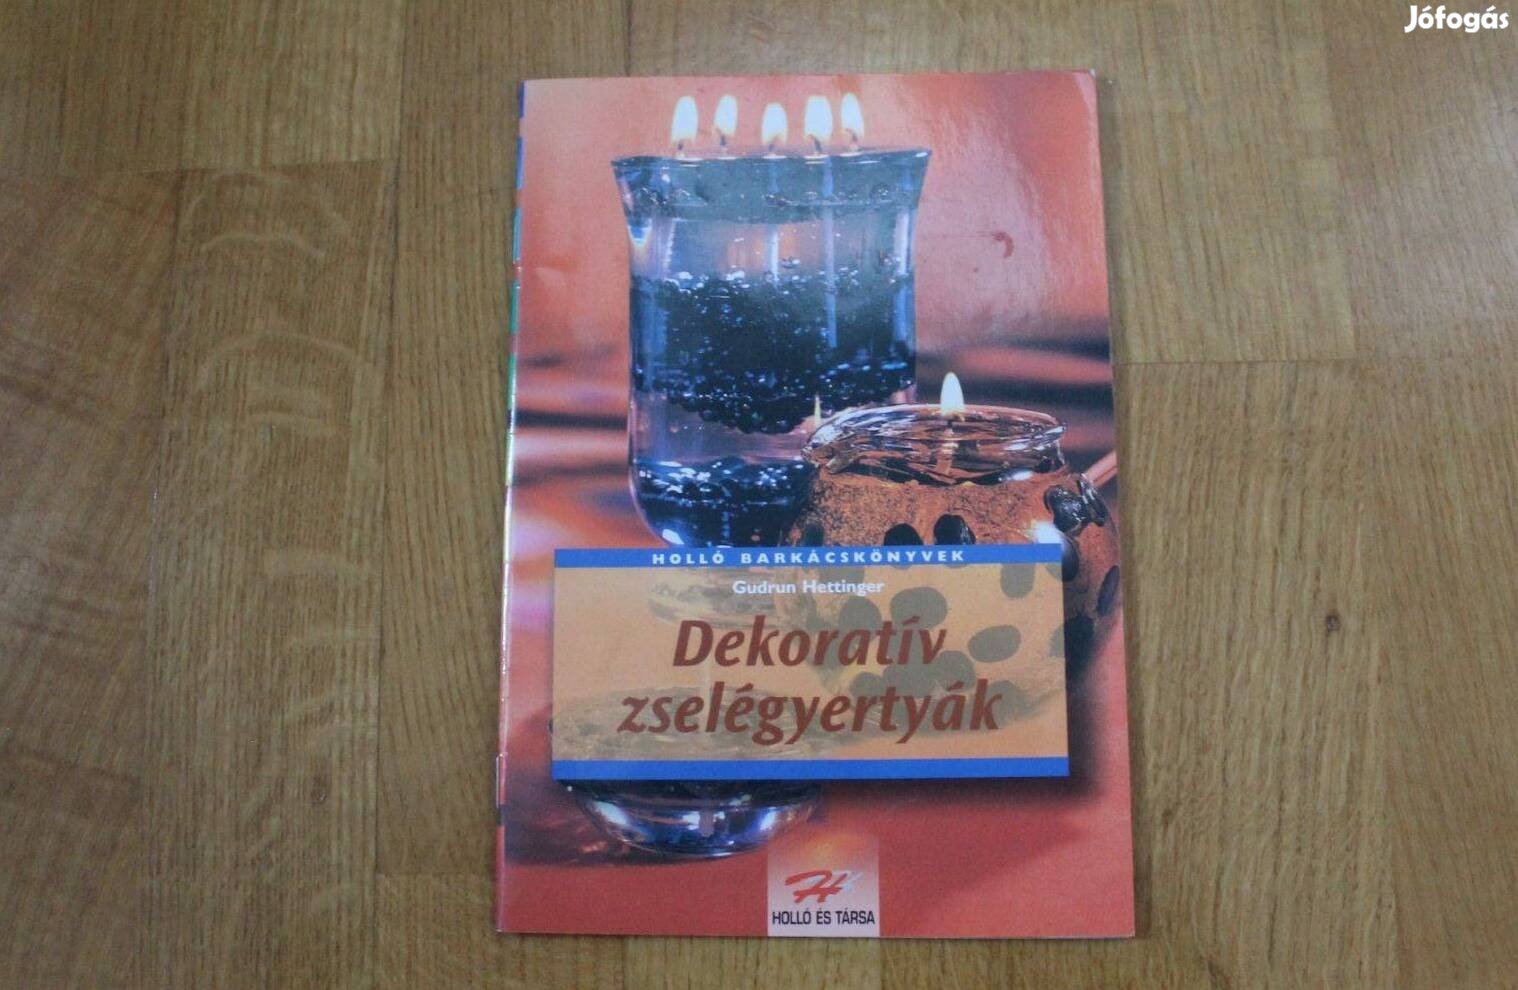 Jófogás
HOLLÓ BARKÁCSKÖNYVEK
Gudrun Hettinger
Dekoratív
zselégyertyák
HOLLÓ ÉS TÁRSA